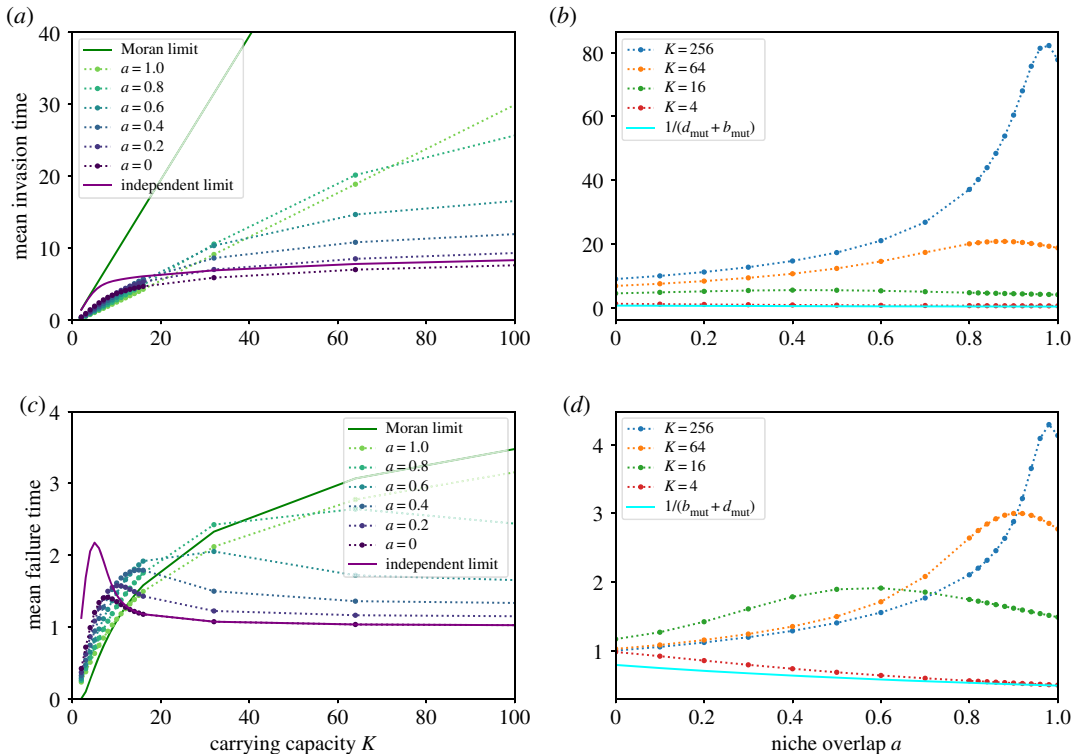 (a)
mean invasion time
40
30
20
10
0
0 20 40 60 80 100
Moran limit
a = 1.0
a = 0.8
a = 0.6
a = 0.4
a = 0.2
a = 0
independent limit
(b)
80
60
40
20
0
0 0.2 0.4 0.6 0.8 1.0
K = 256
K = 64
K = 16
K = 4
1/(d_mut + b_mut)
(c)
mean failure time
4
3
2
1
0
0 20 40 60 80 100
carrying capacity K
Moran limit
a = 1.0
a = 0.8
a = 0.6
a = 0.4
a = 0.2
a = 0
independent limit
(d)
4
3
2
1
0
0 0.2 0.4 0.6 0.8 1.0
niche overlap a
K = 256
K = 64
K = 16
K = 4
1/(b_mut + d_mut)